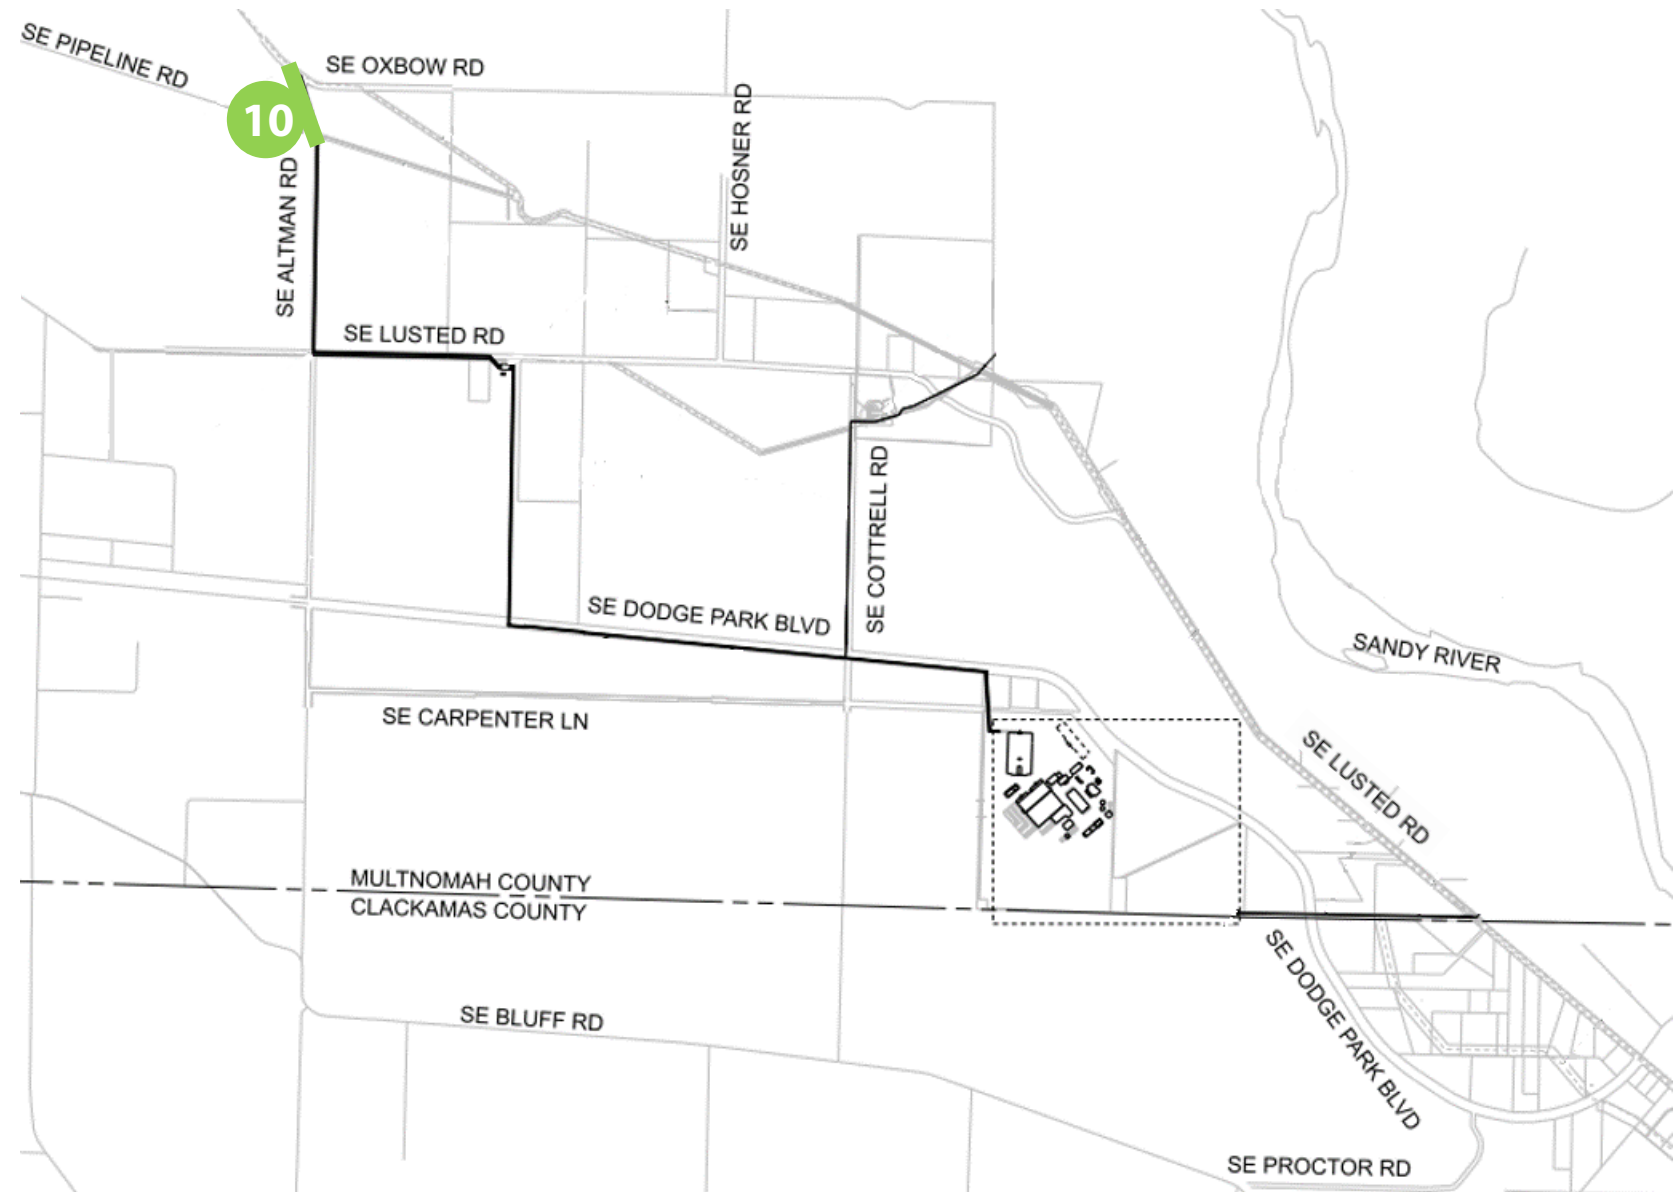 SE PIPELINE RD
SE OXBOW RD
10
SE HOSNER RD
SE ALTMAN RD
SE LUSTED RD
SE COTTRELL RD
SE DODGE PARK BLVD
SANDY RIVER
SE CARPENTER LN
SE LUSTED RD
MULTNOMAH COUNTY
CLACKAMAS COUNTY
SE DODGE PARK BLVD
SE BLUFF RD
SE PROCTOR RD